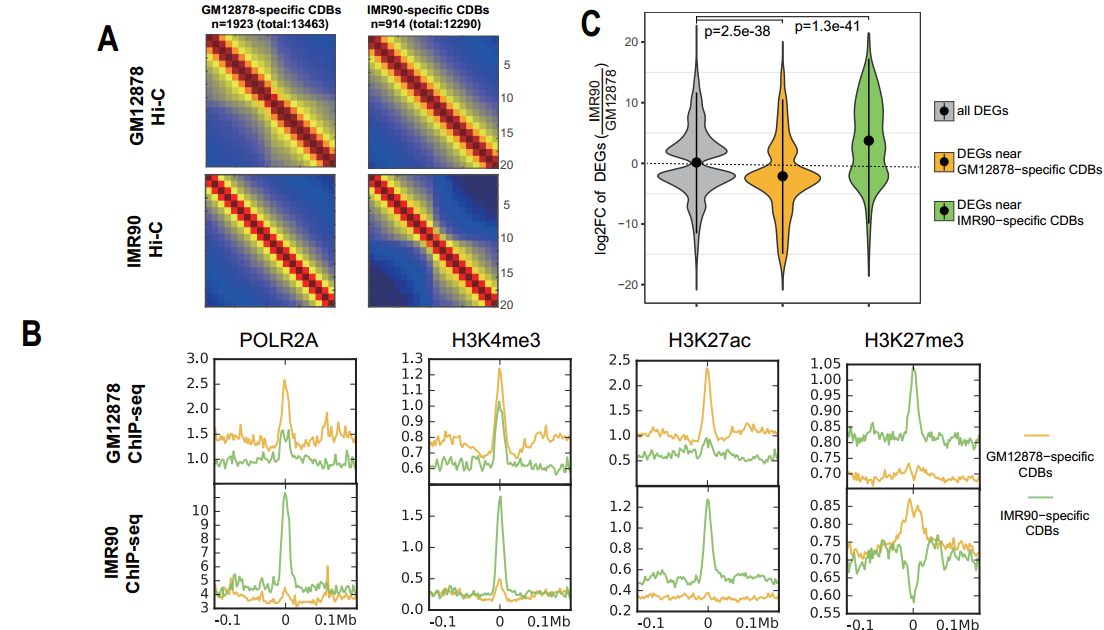 A
GM12878-specific CDBs
n=1923 (total:13463)
IMR90-specific CDBs
n=914 (total:12290)
GM12878
Hi-C
5
10
15
20
IMR90
Hi-C
5
10
15
20
C
p=2.5e-38
p=1.3e-41
log2FC of DEGs (IMR90/GM12878)
20
10
0
−10
−20
all DEGs
DEGs near
GM12878−specific CDBs
DEGs near
IMR90−specific CDBs
B
POLR2A
H3K4me3
H3K27ac
H3K27me3
GM12878
ChIP-seq
3.0
2.5
2.0
1.5
1.0
1.3
1.2
1.1
1.0
0.9
0.8
0.7
0.6
2.5
2.0
1.5
1.0
0.5
1.05
1.00
0.95
0.90
0.85
0.80
0.75
0.70
IMR90
ChIP-seq
10
9
8
7
6
5
4
3
1.5
1.0
0.5
0.0
1.2
1.0
0.8
0.6
0.4
0.2
0.85
0.80
0.75
0.70
0.65
0.60
0.55
-0.1 0 0.1Mb
-0.1 0 0.1Mb
-0.1 0 0.1Mb
-0.1 0 0.1Mb
GM12878−specific
CDBs
IMR90−specific
CDBs